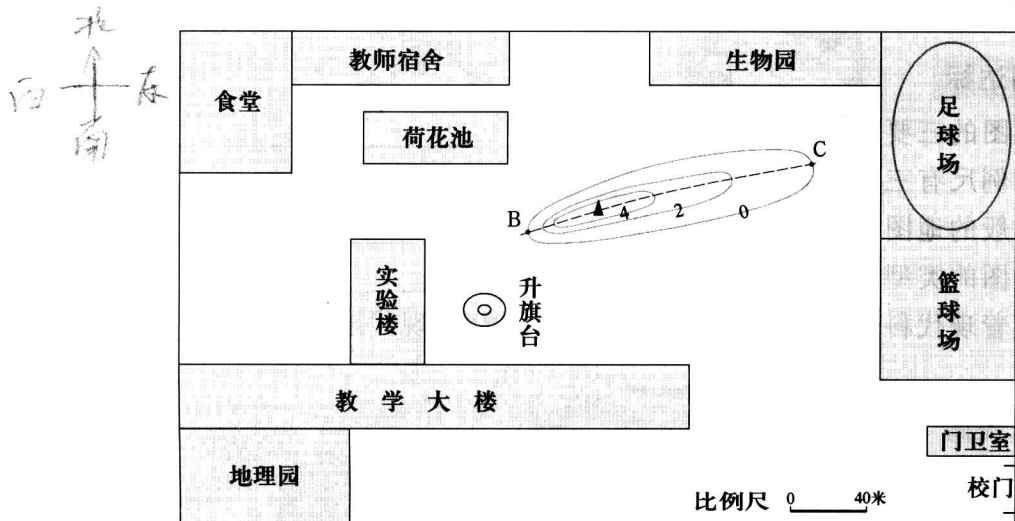 北
西 东
南
食堂
教师宿舍
生物园
足球场
荷花池
C
B
4 2 0
实验楼
升旗台
篮球场
教 学 大 楼
门卫室
地理园
比例尺 0 40米
校门